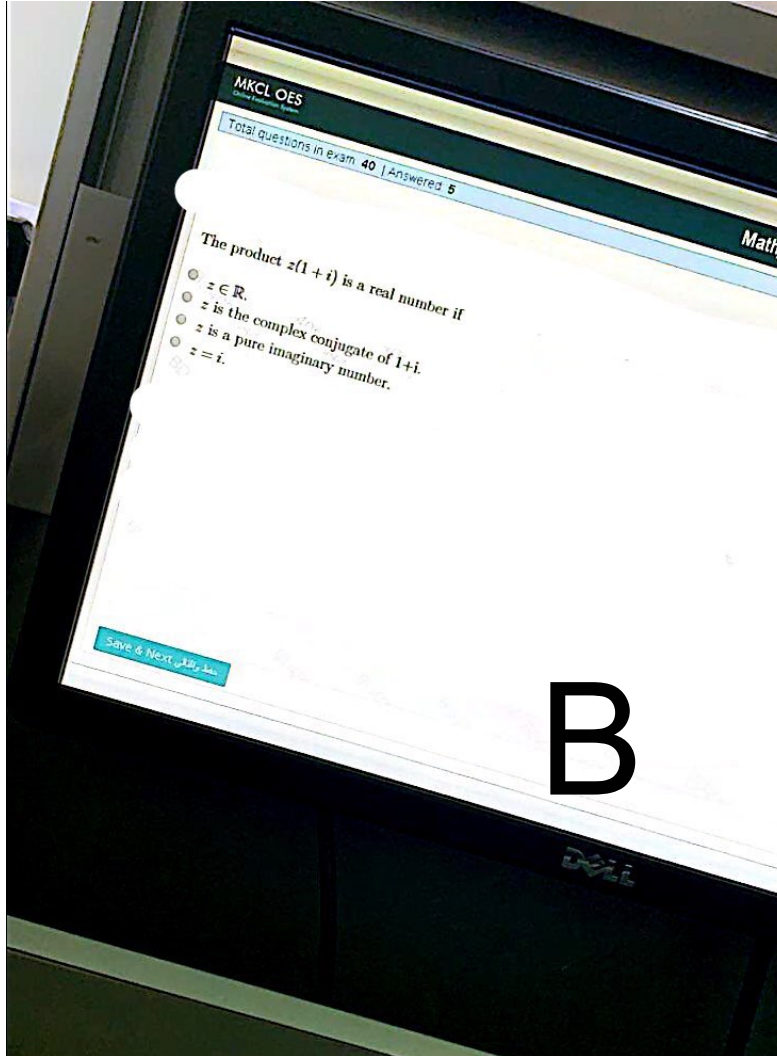 MKCL OES
Online Evaluation System
Total questions in exam 40 | Answered 5
Math
The product z(1 + i) is a real number if
z ∈ ℝ.
z is the complex conjugate of 1+i.
z is a pure imaginary number.
z = i.
Save & Next حفظ والتالي
B
DELL